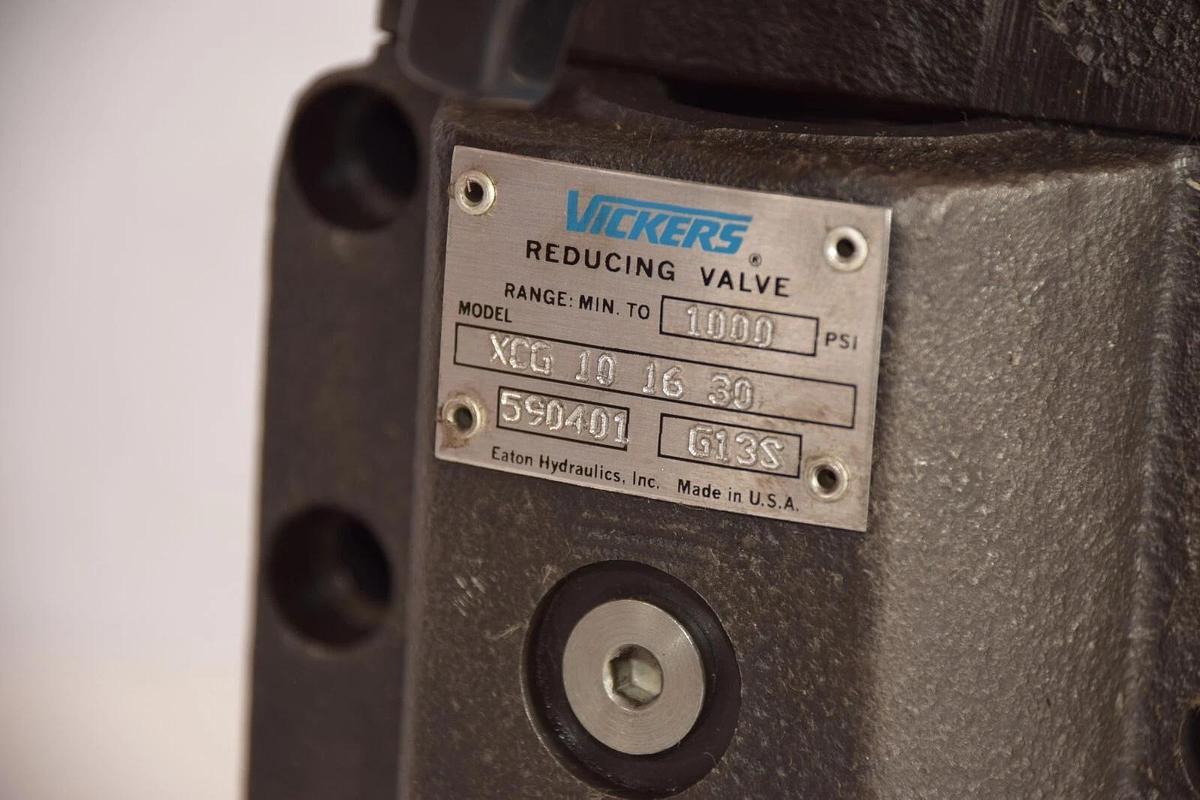 VICKERS®
REDUCING VALVE
RANGE: MIN. TO 1000 PSI
MODEL
XCG 10 16 30
590401 G13S
Eaton Hydraulics, Inc. Made in U.S.A.